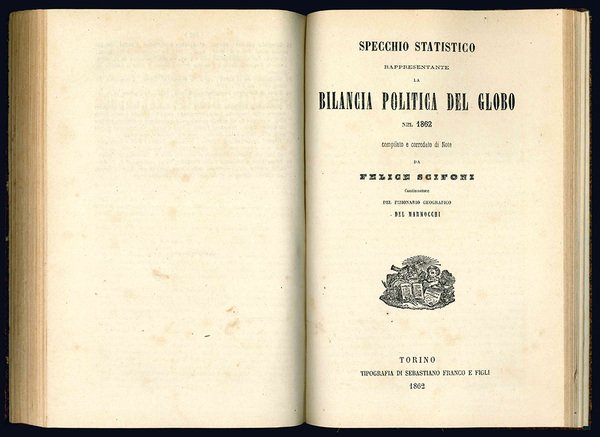 SPECCHIO STATISTICO
RAPPRESENTANTE
LA
BILANCIA POLITICA DEL GLOBO
NEL 1862
compilato e corredato di Note
DA
FELICE SCIFONI
Continuatore
DEL DIZIONARIO GEOGRAFICO
DEL MARMOCCHI
TORINO
TIPOGRAFIA DI SEBASTIANO FRANCO E FIGLI
1862